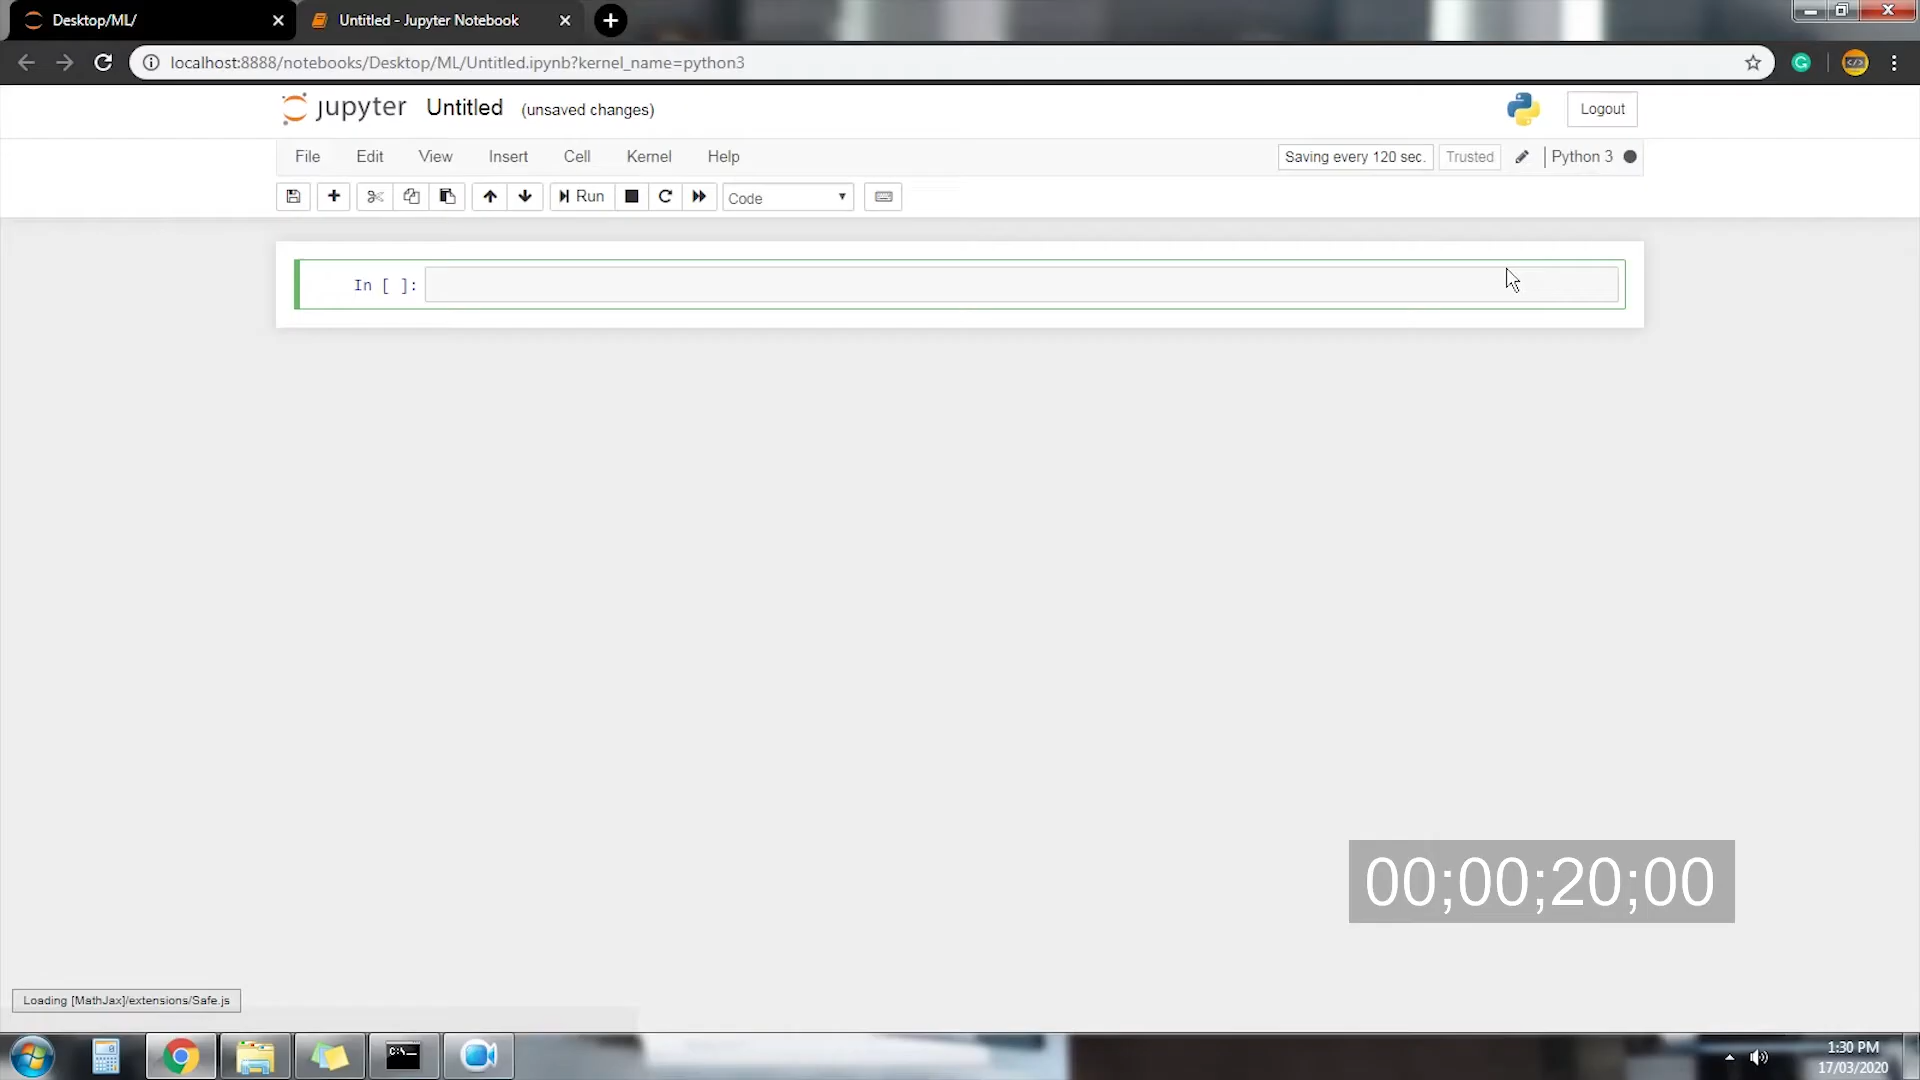 Desktop/ML/
Untitled - Jupyter Notebook
localhost:8888/notebooks/Desktop/ML/Untitled.ipynb?kernel_name=python3
jupyter Untitled (unsaved changes)
Logout
File Edit View Insert Cell Kernel Help
Saving every 120 sec. Trusted Python 3
Run Code
In [ ]:
00;00;20;00
Loading [MathJax]/extensions/Safe.js
C:\_
1:30 PM
17/03/2020